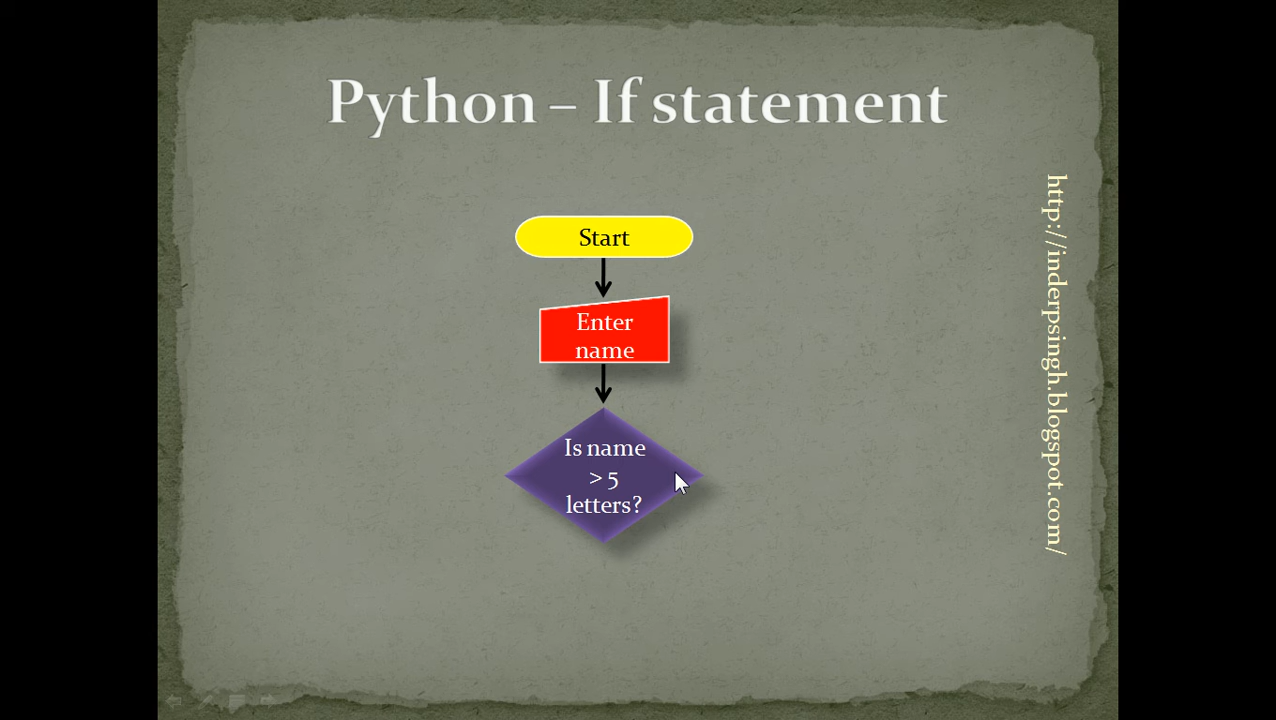 Python – If statement
Start
Enter
name
Is name
> 5
letters?
http://inderpsingh.blogspot.com/